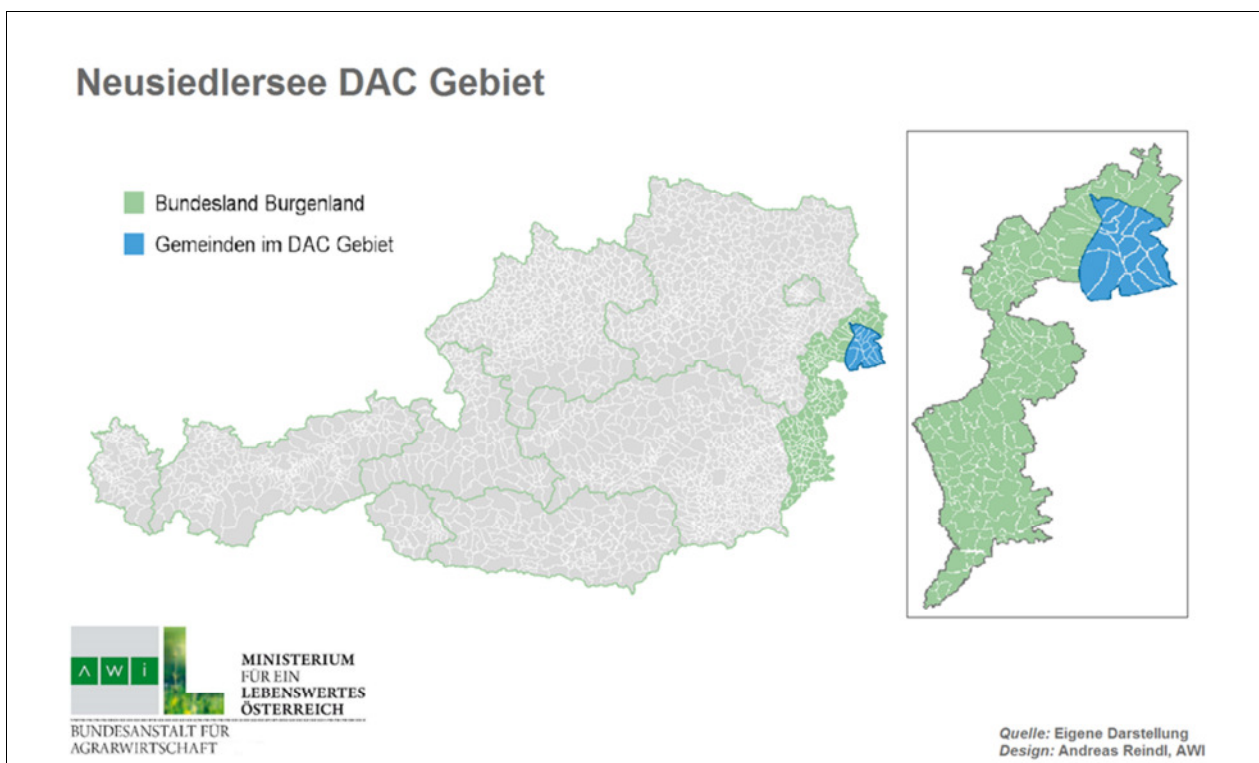 Neusiedlersee DAC Gebiet
Bundesland Burgenland
Gemeinden im DAC Gebiet
AWi
MINISTERIUM
FÜR EIN
LEBENSWERTES
ÖSTERREICH
BUNDESANSTALT FÜR
AGRARWIRTSCHAFT
Quelle: Eigene Darstellung
Design: Andreas Reindl, AWI